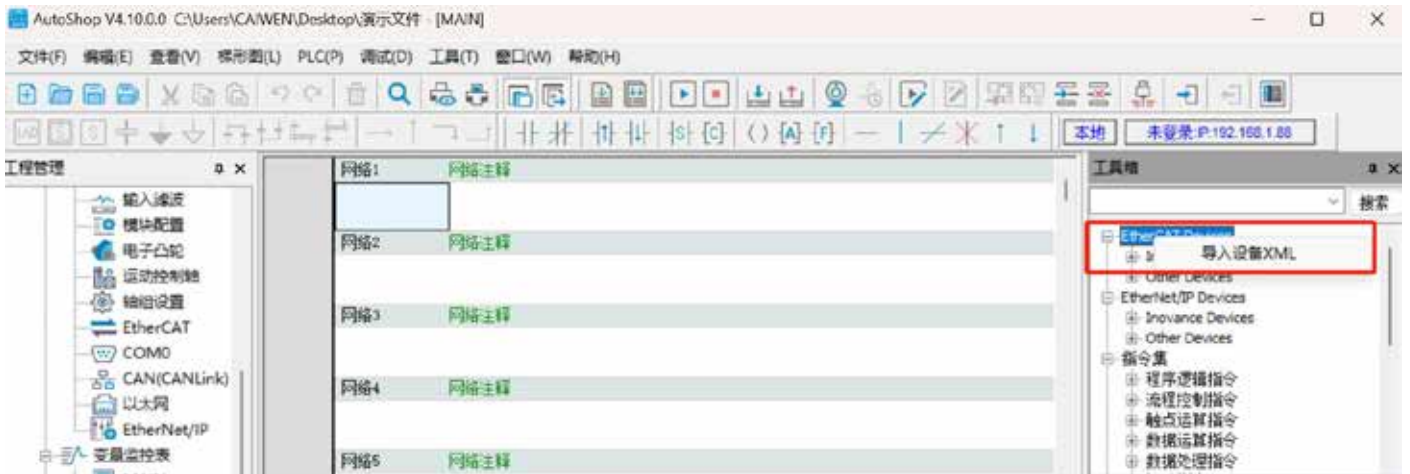 AutoShop V4.10.0.0 C:\Users\CAIWEN\Desktop\演示文件 - [MAIN]
文件(F) 编辑(E) 查看(V) 梯形图(L) PLC(P) 调试(D) 工具(T) 窗口(W) 帮助(H)
本地 未登录:IP:192.168.1.88
工程管理
输入滤波
模块配置
电子凸轮
运动控制轴
轴组设置
EtherCAT
COM0
CAN(CANLink)
以太网
EtherNet/IP
变量监控表
网络1 网络注释
网络2 网络注释
网络3 网络注释
网络4 网络注释
网络5 网络注释
工具箱
搜索
EtherCAT Devices
导入设备XML
Other Devices
EtherNet/IP Devices
Inovance Devices
Other Devices
指令集
程序逻辑指令
流程控制指令
触点运算指令
数据运算指令
数据处理指令